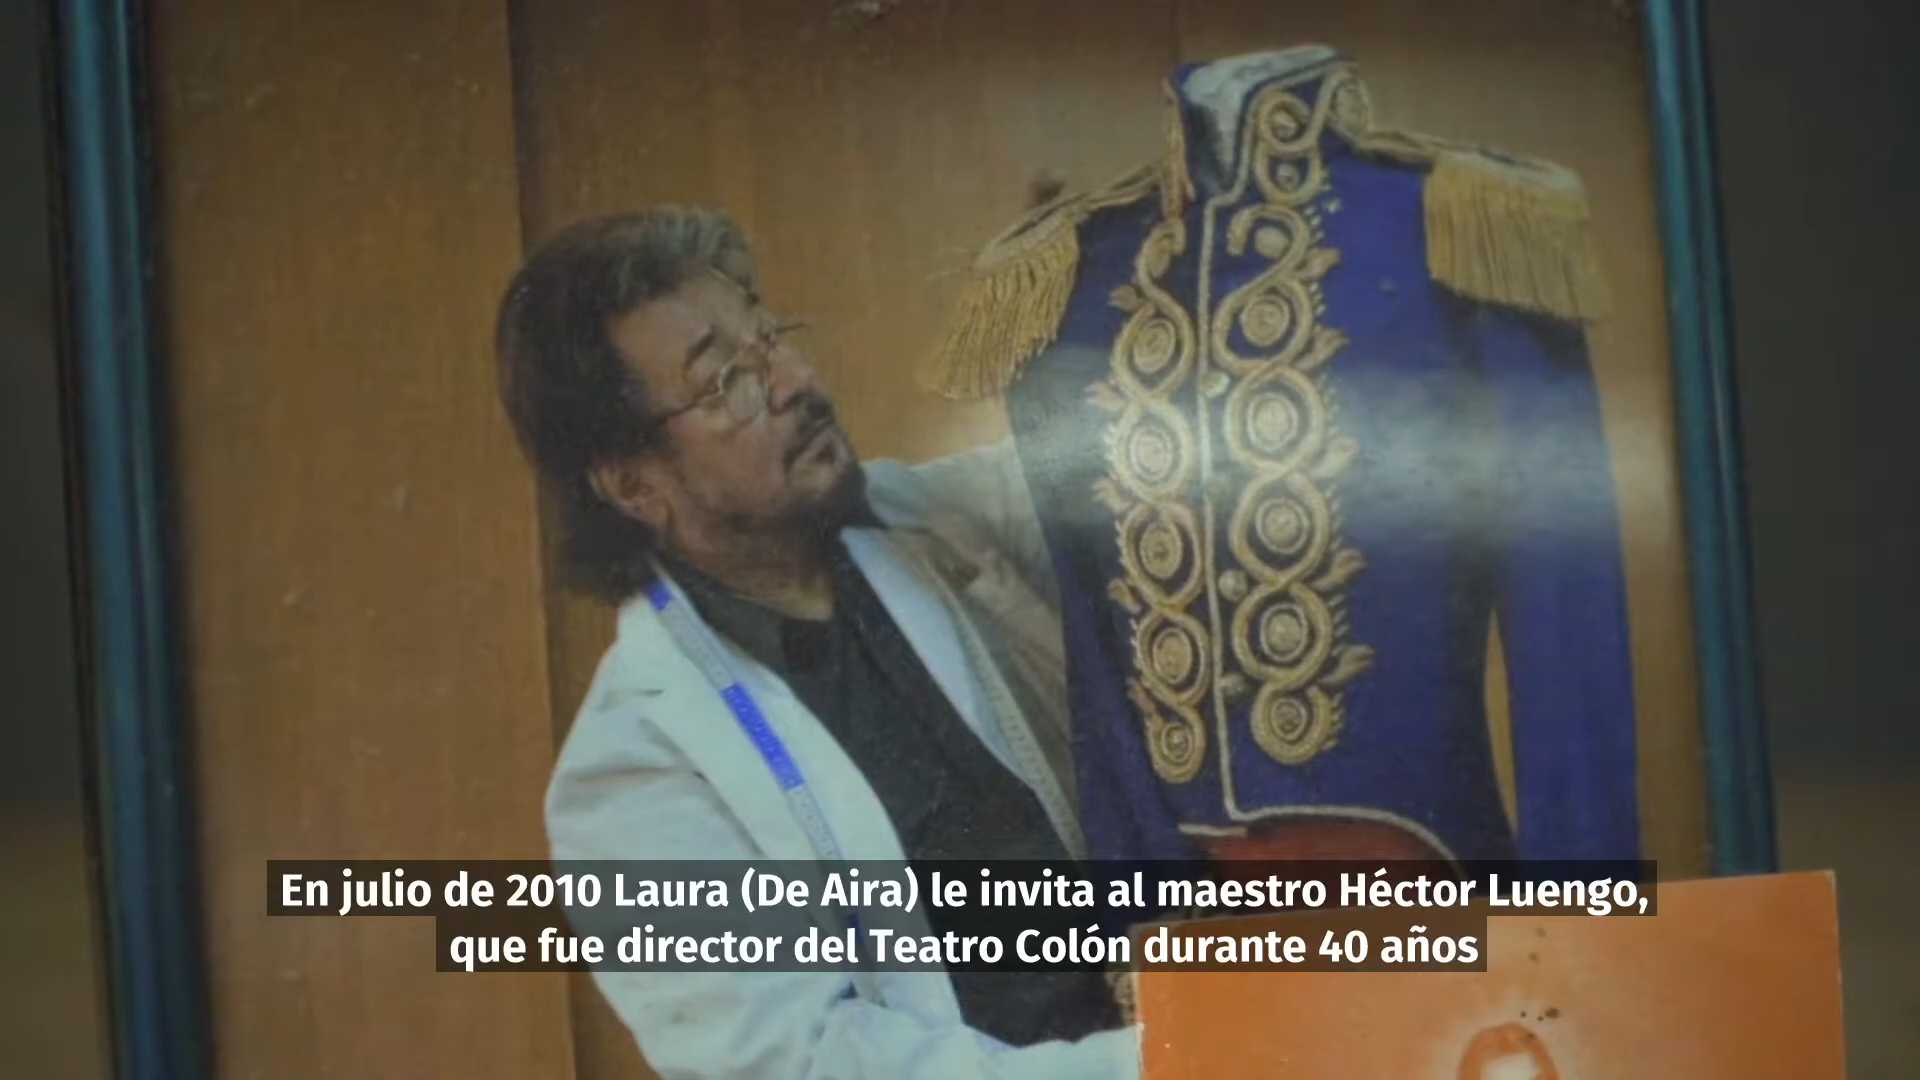 En julio de 2010 Laura (De Aira) le invita al maestro Héctor Luengo,
que fue director del Teatro Colón durante 40 años